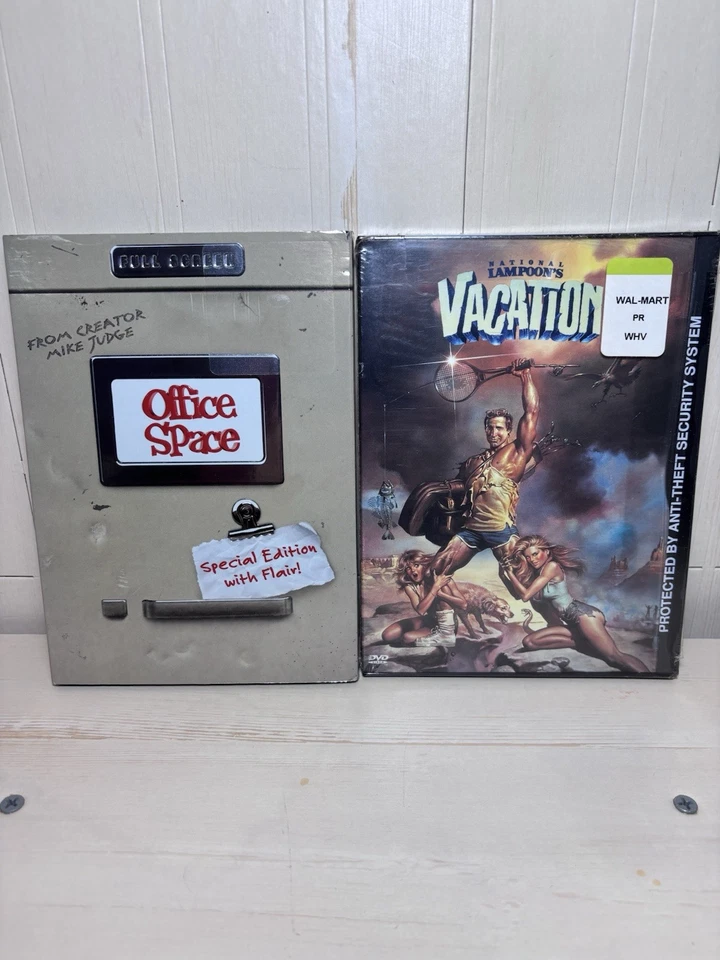 FULL SCREEN
FROM CREATOR
MIKE JUDGE
Office
SPace
Special Edition
with Flair!
NATIONAL
LAMPOON'S
VACATION
WAL-MART
PR
WHV
PROTECTED BY ANTI-THEFT SECURITY SYSTEM
DVD